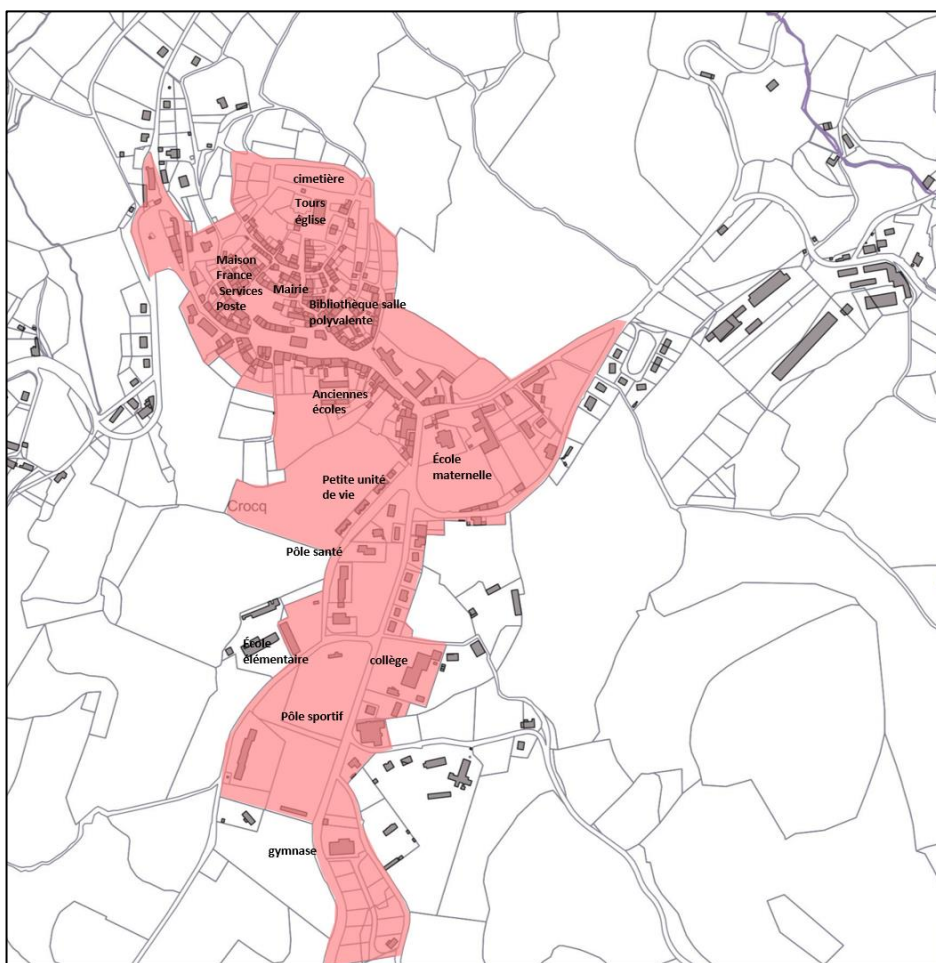 cimetière
Tours
église
Maison
France
Services
Poste
Mairie
Bibliothèque salle
polyvalente
Anciennes
écoles
École
maternelle
Petite unité
de vie
Crocq
Pôle santé
École
élémentaire
collège
Pôle sportif
gymnase